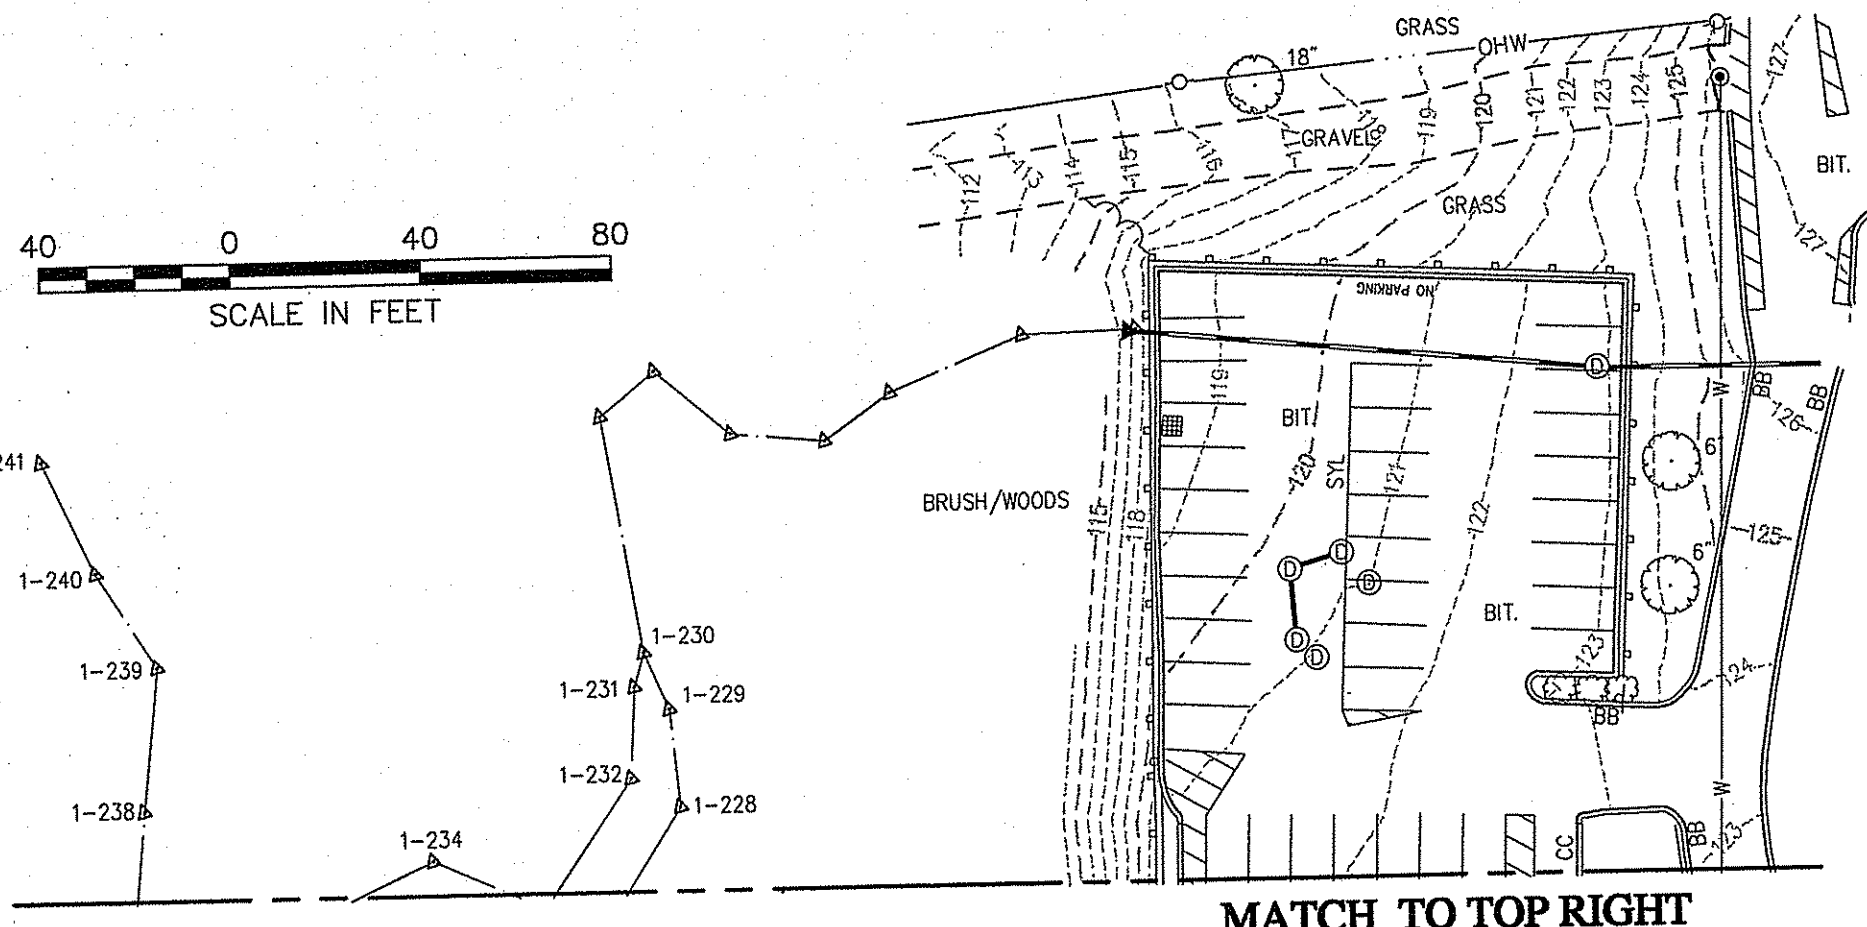 GRASS
OHW
18"
127
125
124
123
122
121
120
119
118
117
GRAVEL
116
115
114
113
112
BIT.
GRASS
127
40 0 40 80
SCALE IN FEET
NO PARKING
119
BIT.
120
SYL
121
122
W
BB
BB
126
6"
241
BRUSH/WOODS
115
118
125
1-240
D
D
D
D
D
D
6"
BIT.
1-230
1-239
123
124
1-231
1-229
BB
1-232
1-228
W
1-238
1-234
CC
BB
123
MATCH TO TOP RIGHT